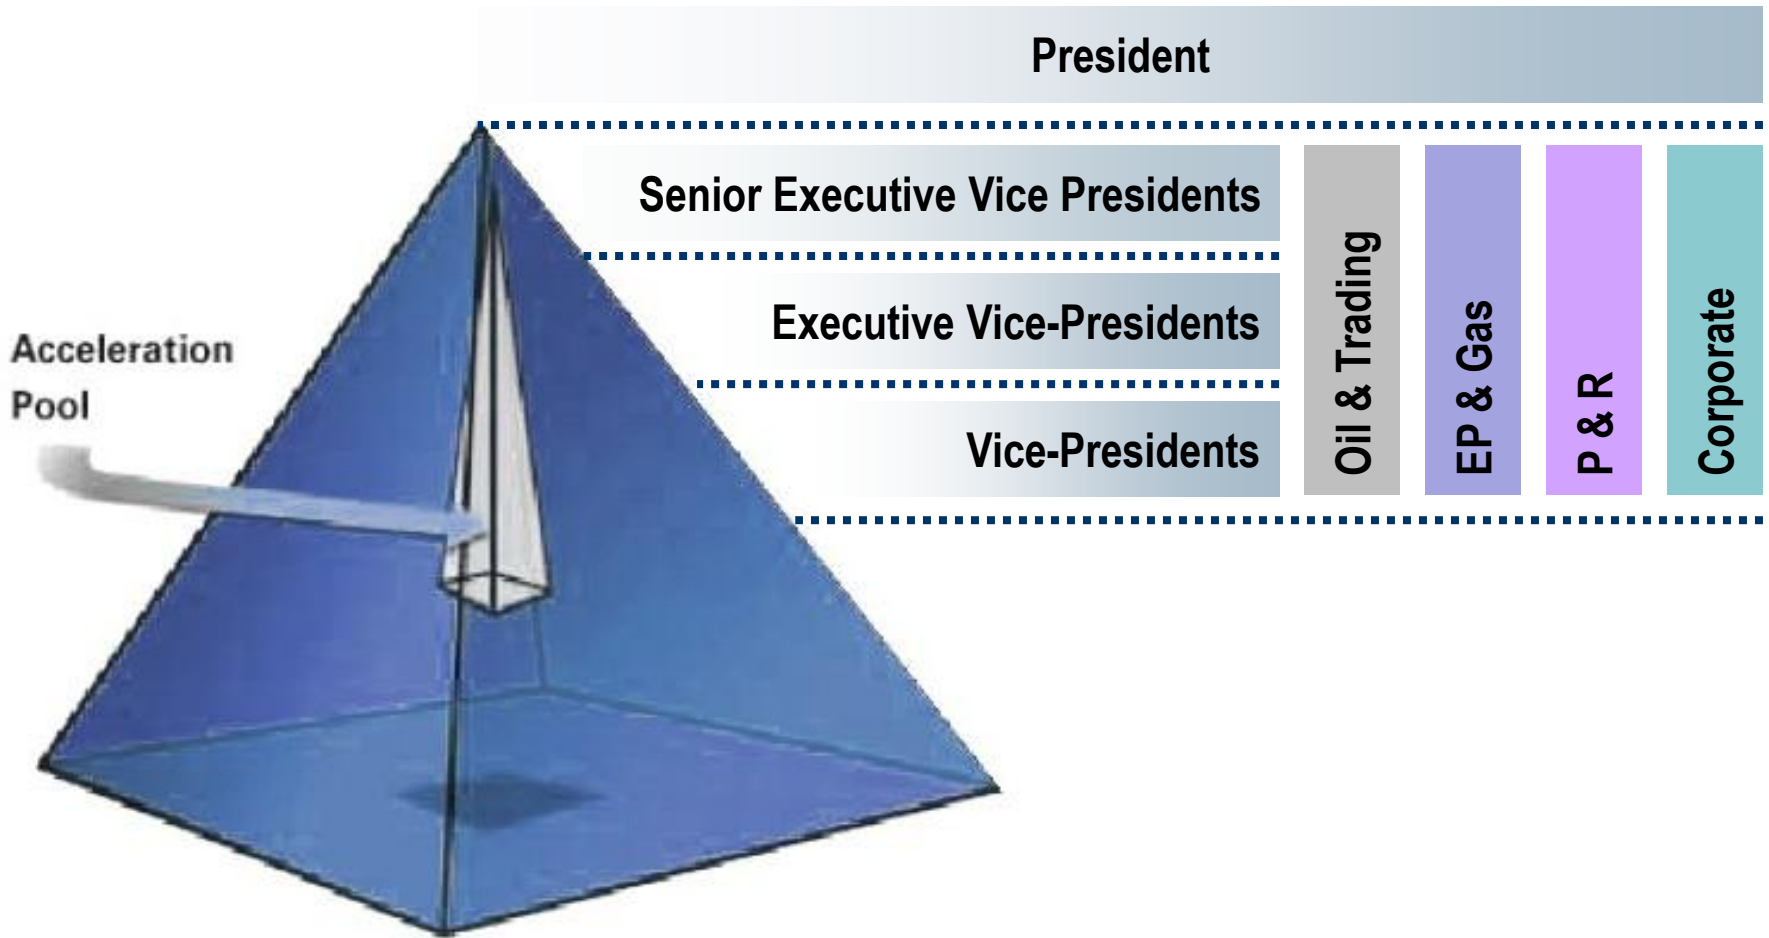 President
Senior Executive Vice Presidents
Executive Vice-Presidents
Vice-Presidents
Oil & Trading
EP & Gas
P & R
Corporate
Acceleration
Pool